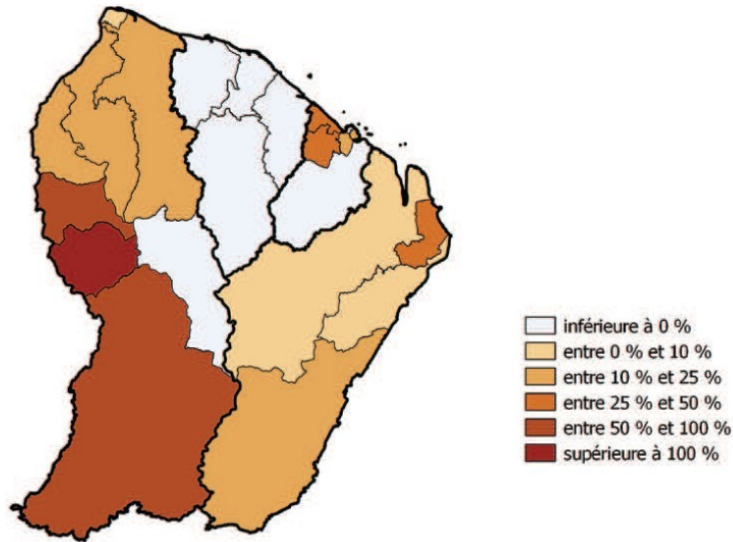 inférieure à 0 %
entre 0 % et 10 %
entre 10 % et 25 %
entre 25 % et 50 %
entre 50 % et 100 %
supérieure à 100 %